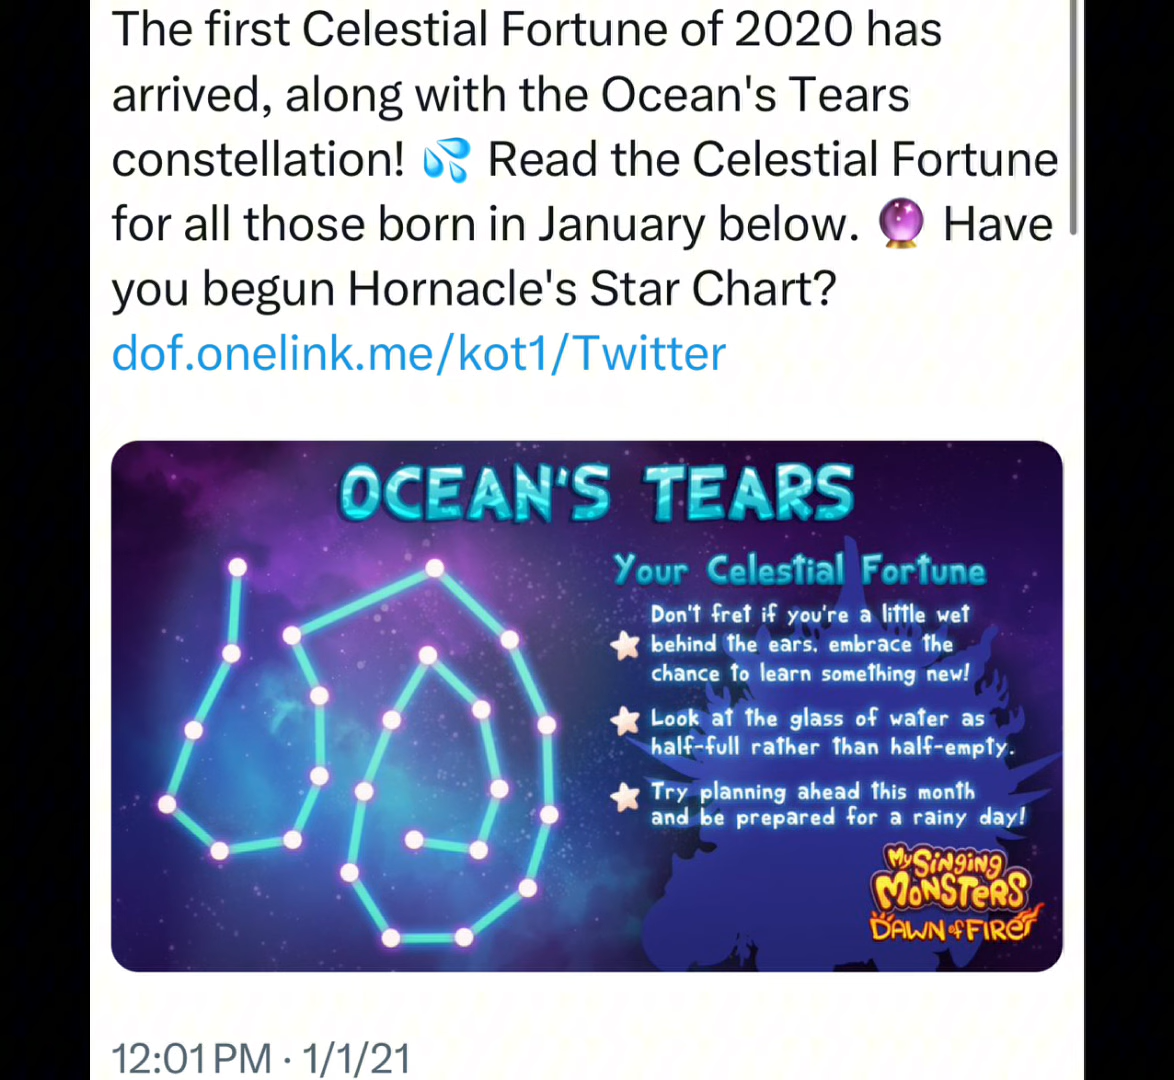 The first Celestial Fortune of 2020 has
arrived, along with the Ocean's Tears
constellation! 💦 Read the Celestial Fortune
for all those born in January below. 🔮 Have
you begun Hornacle's Star Chart?
dof.onelink.me/kot1/Twitter
OCEAN'S TEARS
Your Celestial Fortune
Don't fret if you're a little wet
behind the ears, embrace the
chance to learn something new!
Look at the glass of water as
half-full rather than half-empty.
Try planning ahead this month
and be prepared for a rainy day!
My Singing
Monsters
Dawn of Fire
12:01 PM · 1/1/21